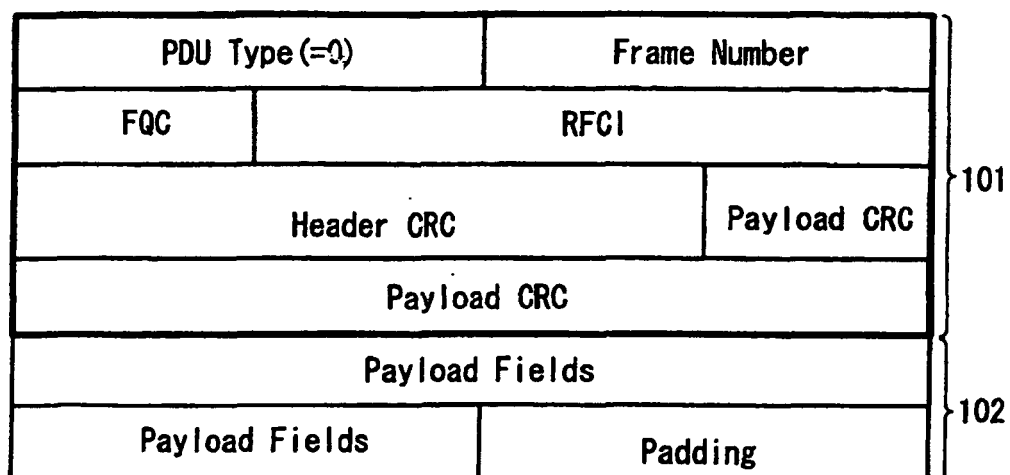 PDU Type(=0) Frame Number
FQC RFCI
101
Header CRC Payload CRC
Payload CRC
Payload Fields
102
Payload Fields Padding